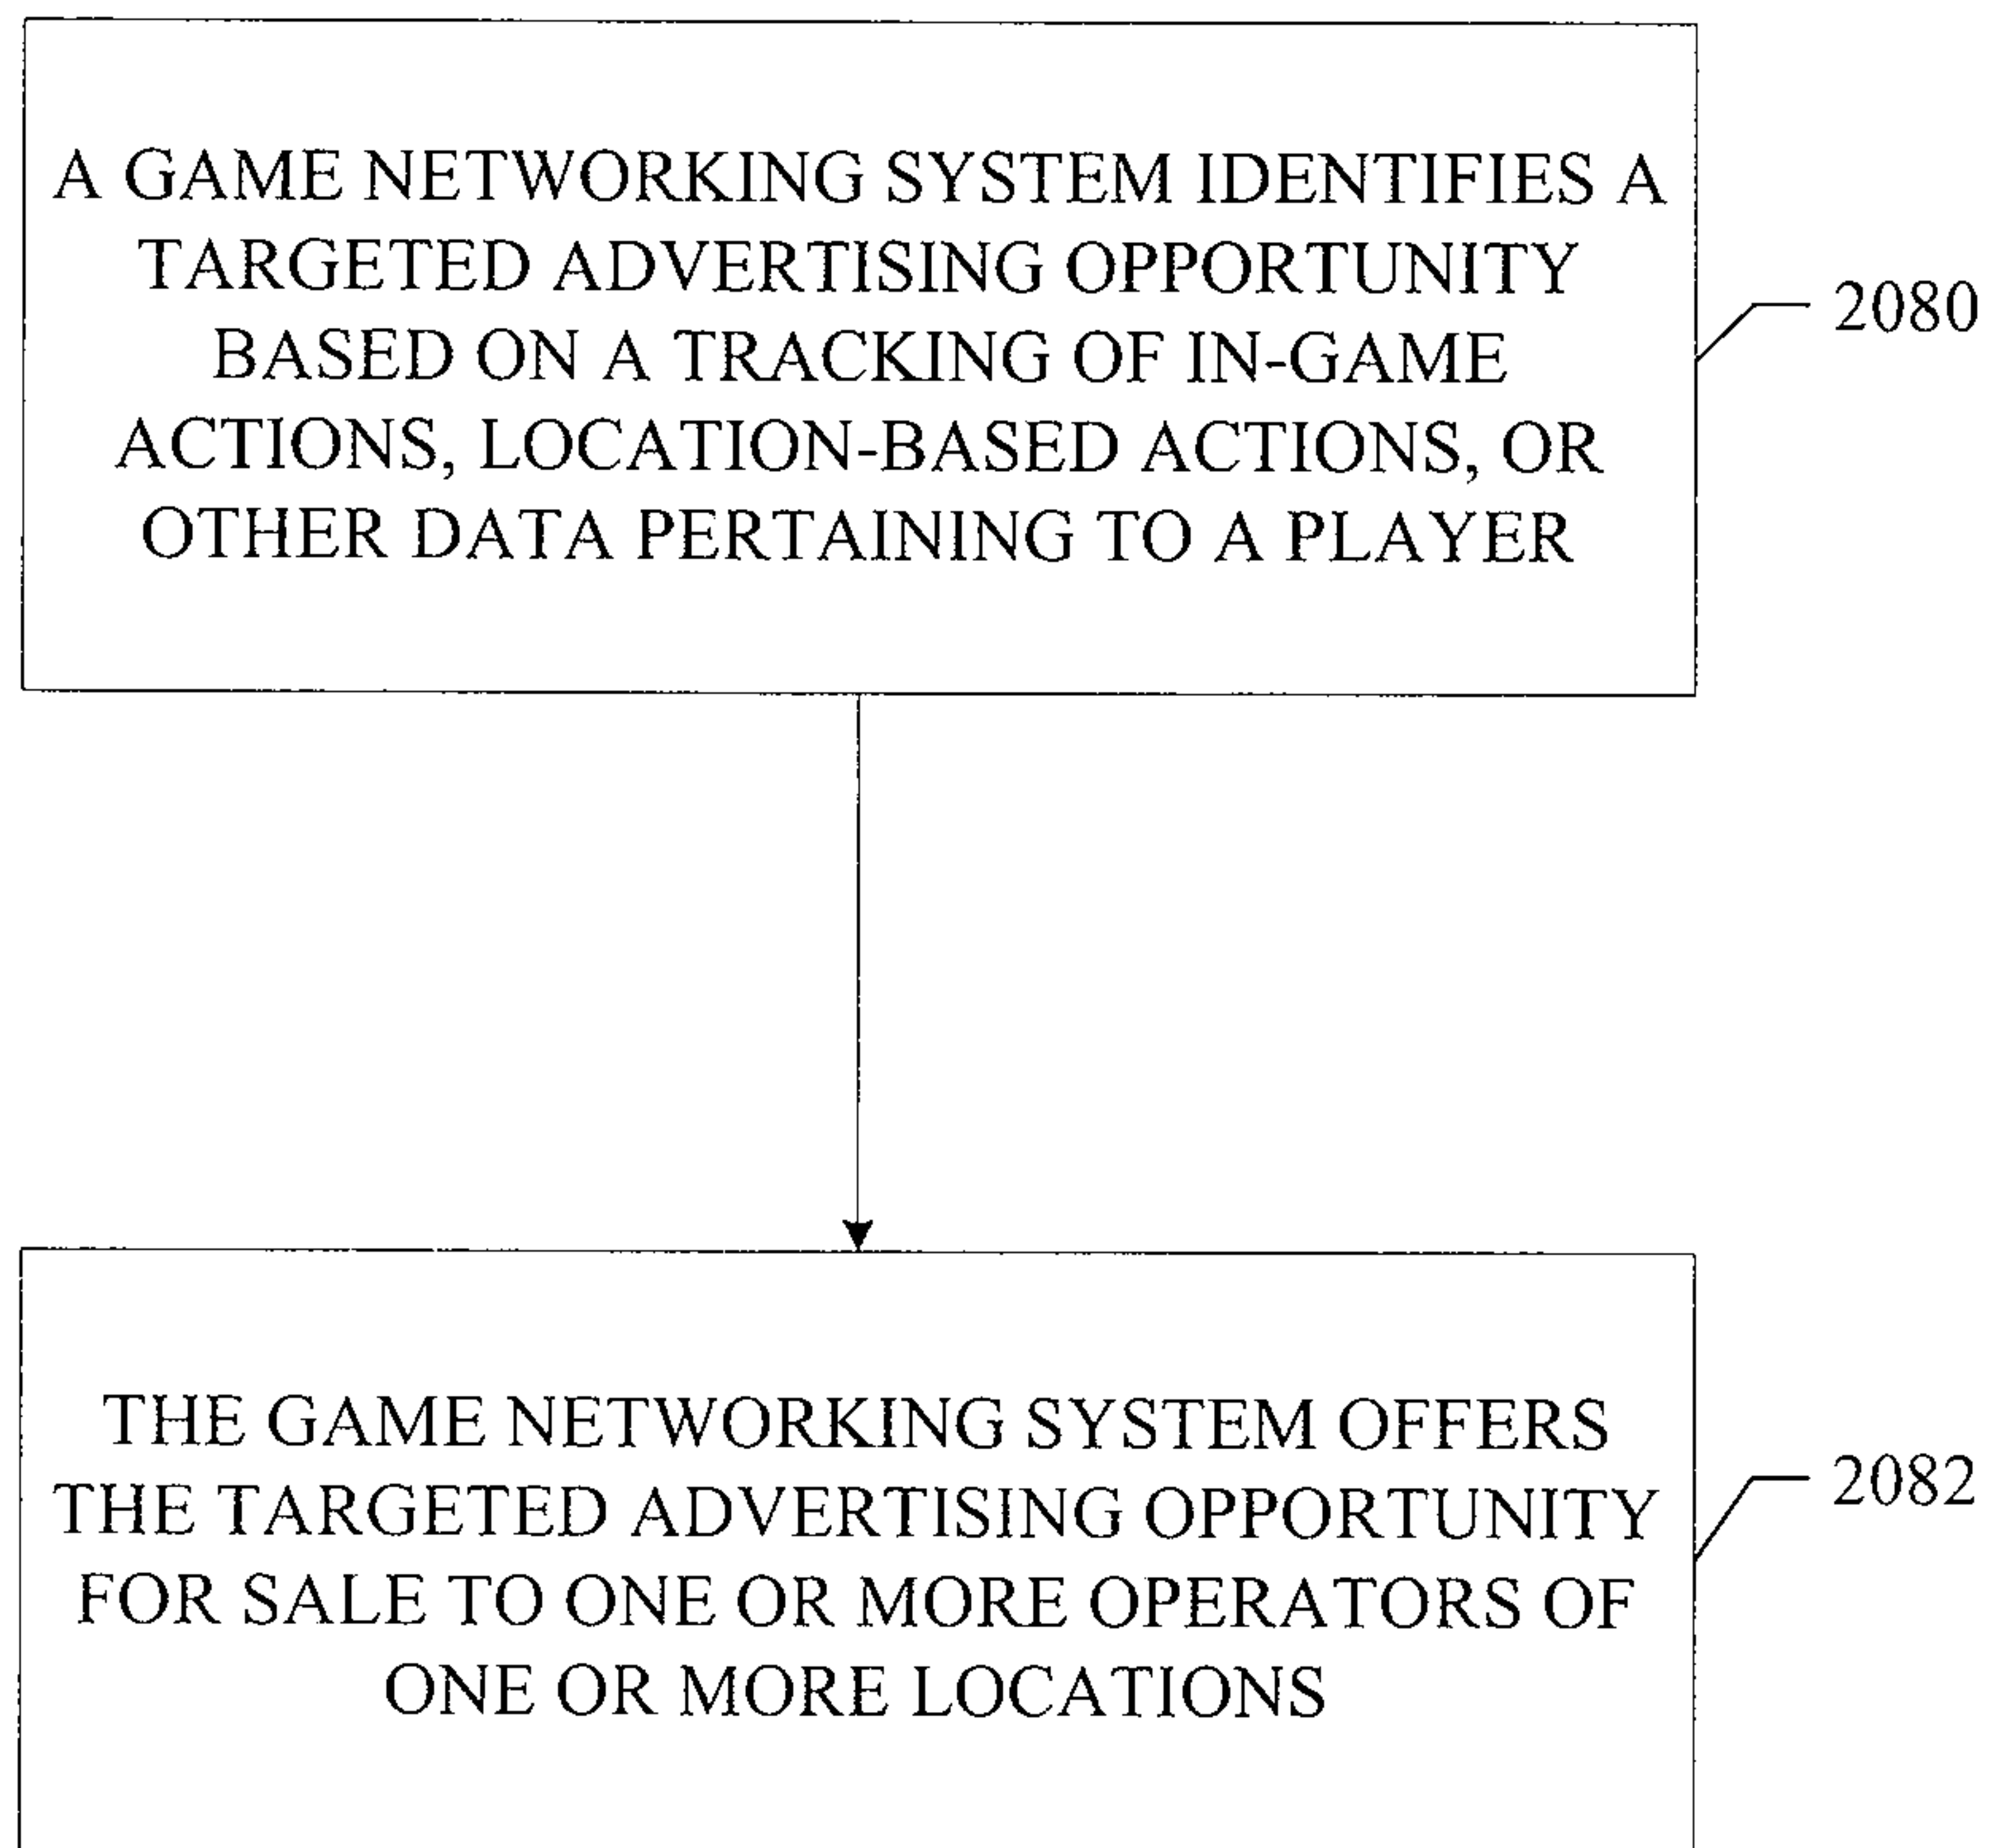 A GAME NETWORKING SYSTEM IDENTIFIES A
TARGETED ADVERTISING OPPORTUNITY
BASED ON A TRACKING OF IN-GAME
ACTIONS, LOCATION-BASED ACTIONS, OR
OTHER DATA PERTAINING TO A PLAYER
2080
THE GAME NETWORKING SYSTEM OFFERS
THE TARGETED ADVERTISING OPPORTUNITY
FOR SALE TO ONE OR MORE OPERATORS OF
ONE OR MORE LOCATIONS
2082